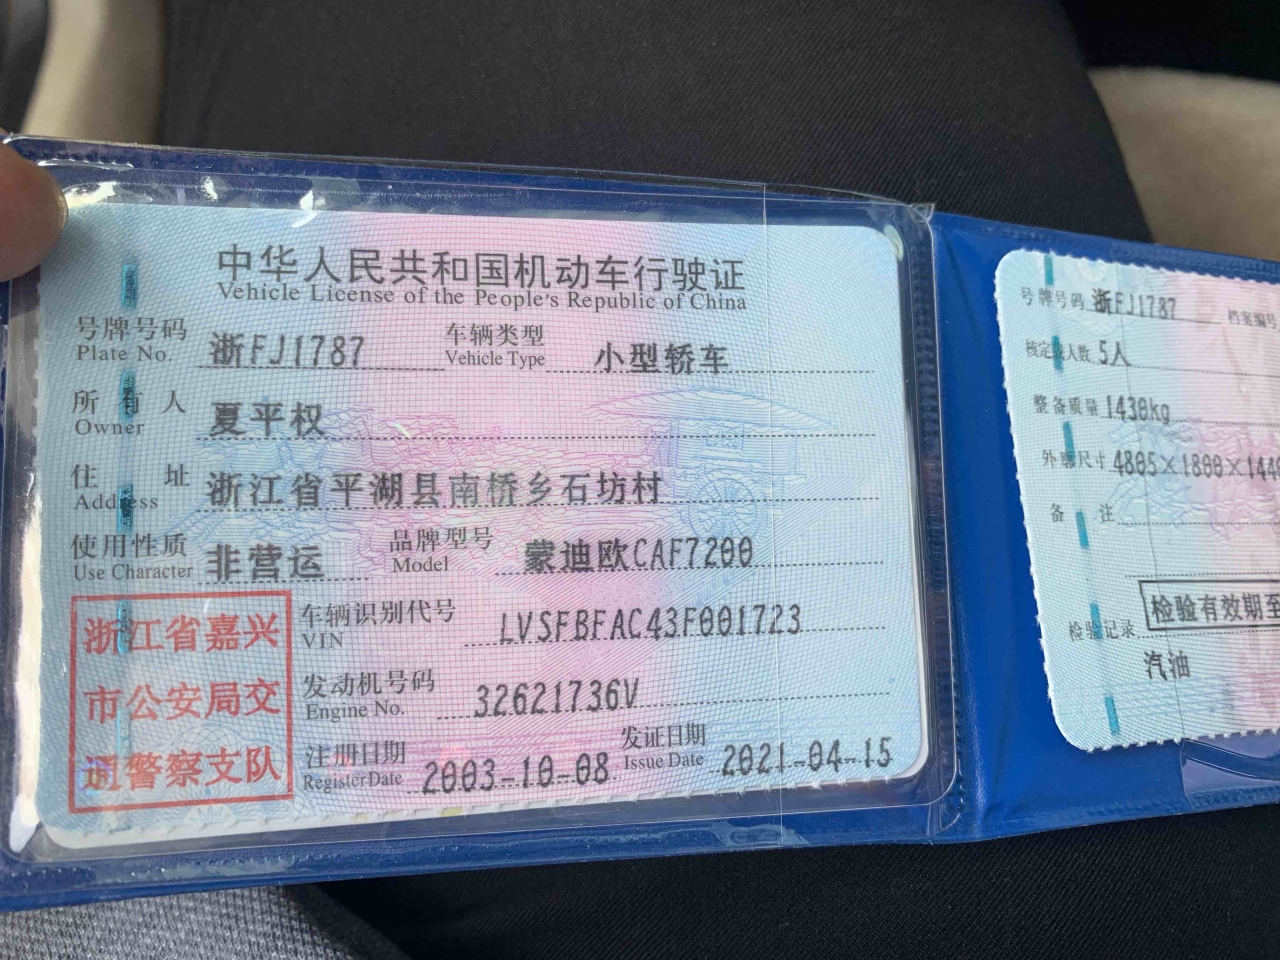 中华人民共和国机动车行驶证
Vehicle License of the People's Republic of China
号牌号码 浙FJ1787 车辆类型 小型轿车
Plate No. Vehicle Type
所有人 夏平权
Owner
住址 浙江省平湖县南桥乡石坊村
Address
使用性质 非营运 品牌型号 蒙迪欧CAF7200
Use Character Model
浙江省嘉兴
市公安局交
通警察支队
车辆识别代号 LVSFBFAC43F001723
VIN
发动机号码 32621736V
Engine No.
注册日期 2003-10-08 发证日期 2021-04-15
Register Date Issue Date
号牌号码 浙FJ1787 档案编号
核定载人数 5人
整备质量 1430kg
外廓尺寸 4805×1800×144
备注
检验有效期至
检验记录
汽油